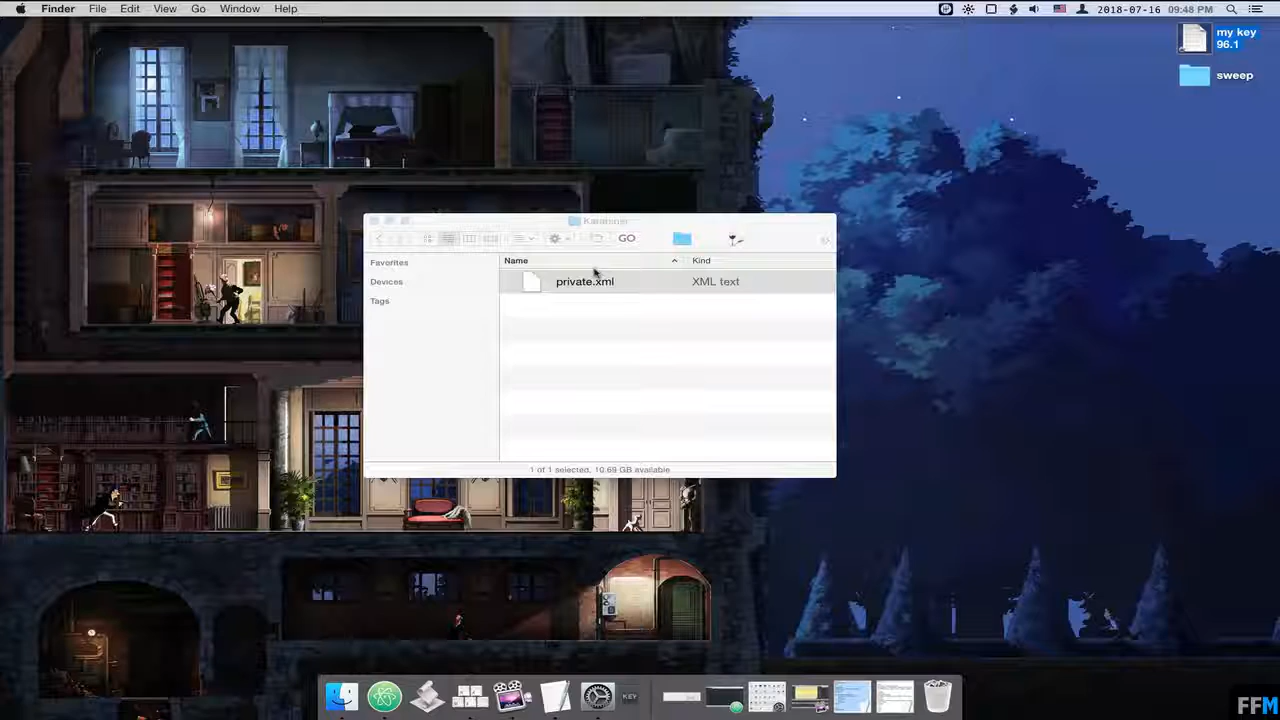 Finder File Edit View Go Window Help 2018-07-16 09:48 PM
my key
96.1
sweep
GO
Name Kind
Favorites
private.xml XML text
Devices
Tags
1 of 1 selected, 10.69 GB available
KEY
FFM